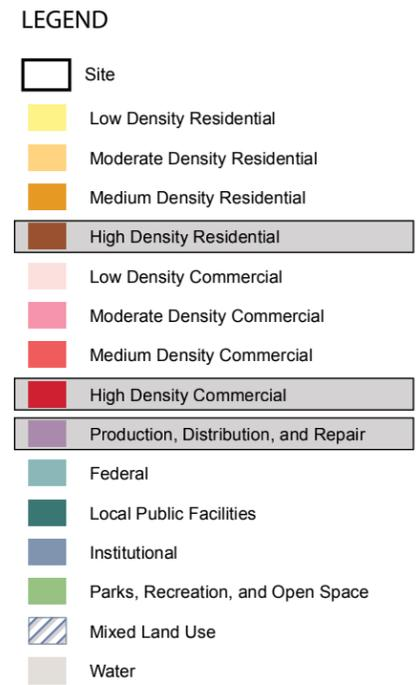 LEGEND
Site
Low Density Residential
Moderate Density Residential
Medium Density Residential
High Density Residential
Low Density Commercial
Moderate Density Commercial
Medium Density Commercial
High Density Commercial
Production, Distribution, and Repair
Federal
Local Public Facilities
Institutional
Parks, Recreation, and Open Space
Mixed Land Use
Water